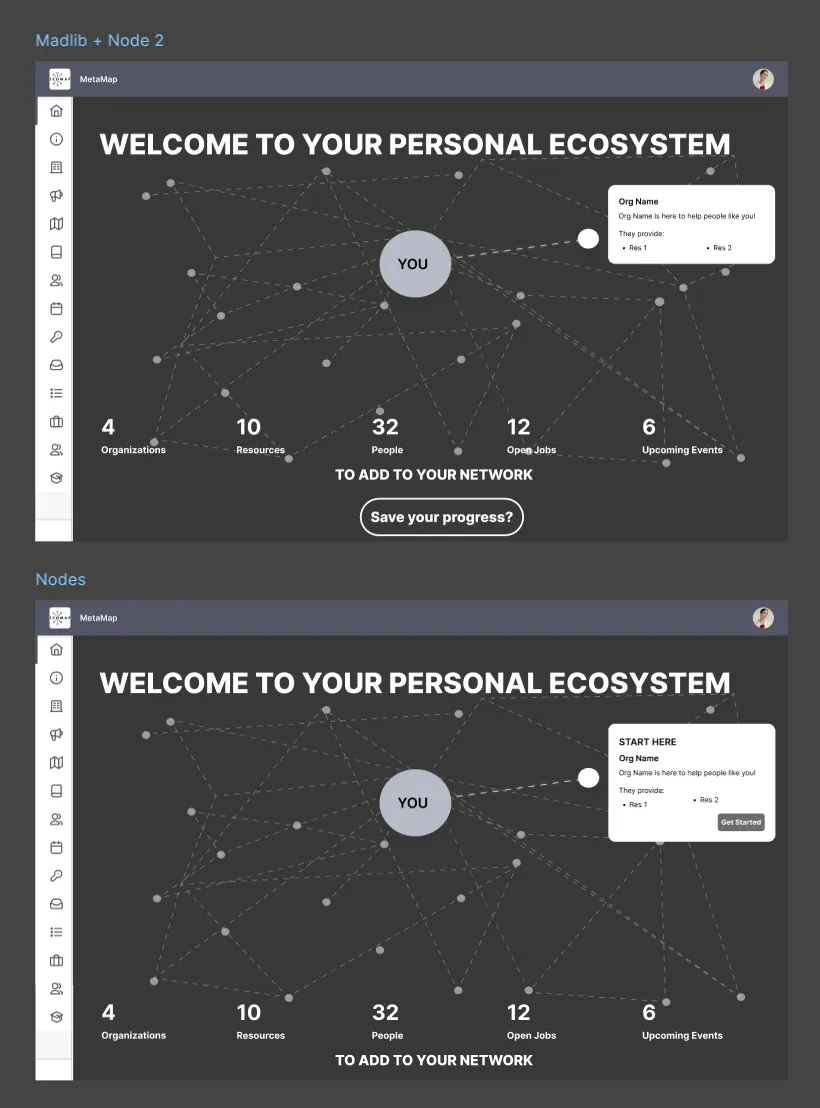 Madlib + Node 2
MetaMap
WELCOME TO YOUR PERSONAL ECOSYSTEM
Org Name
Org Name is here to help people like you!
They provide:
• Res 1 • Res 2
YOU
4 10 32 12 6
Organizations Resources People Open Jobs Upcoming Events
TO ADD TO YOUR NETWORK
Save your progress?
Nodes
MetaMap
WELCOME TO YOUR PERSONAL ECOSYSTEM
START HERE
Org Name
Org Name is here to help people like you!
They provide:
• Res 1 • Res 2
Get Started
YOU
4 10 32 12 6
Organizations Resources People Open Jobs Upcoming Events
TO ADD TO YOUR NETWORK